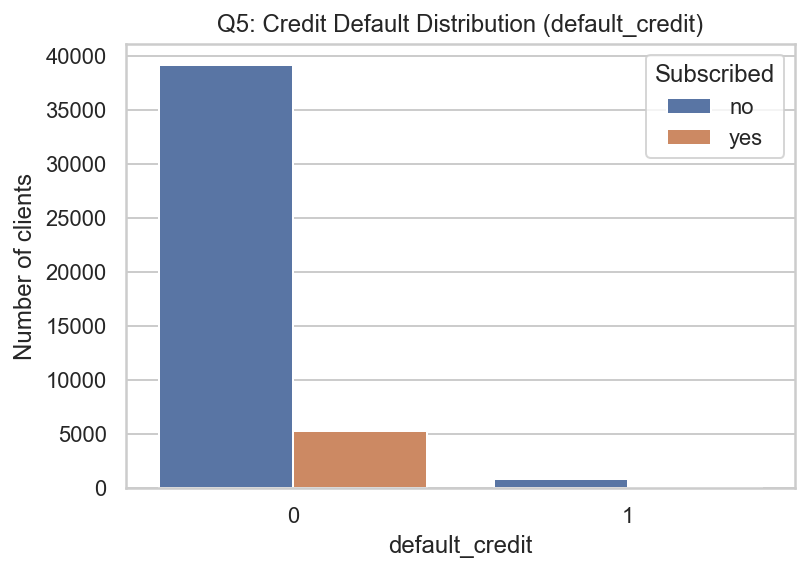 Q5: Credit Default Distribution (default_credit)
Number of clients
40000
35000
30000
25000
20000
15000
10000
5000
0
Subscribed
no
yes
0 1
default_credit